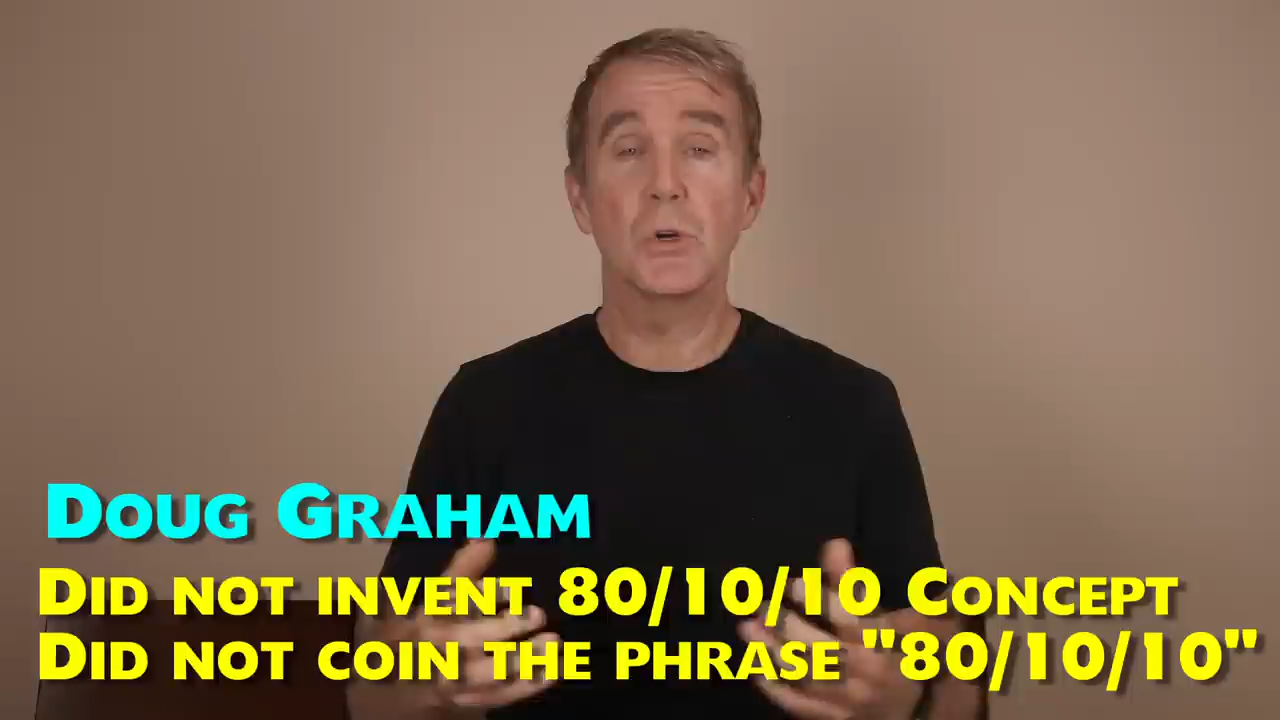 Doug Graham
Did not invent 80/10/10 Concept
Did not coin the phrase "80/10/10"